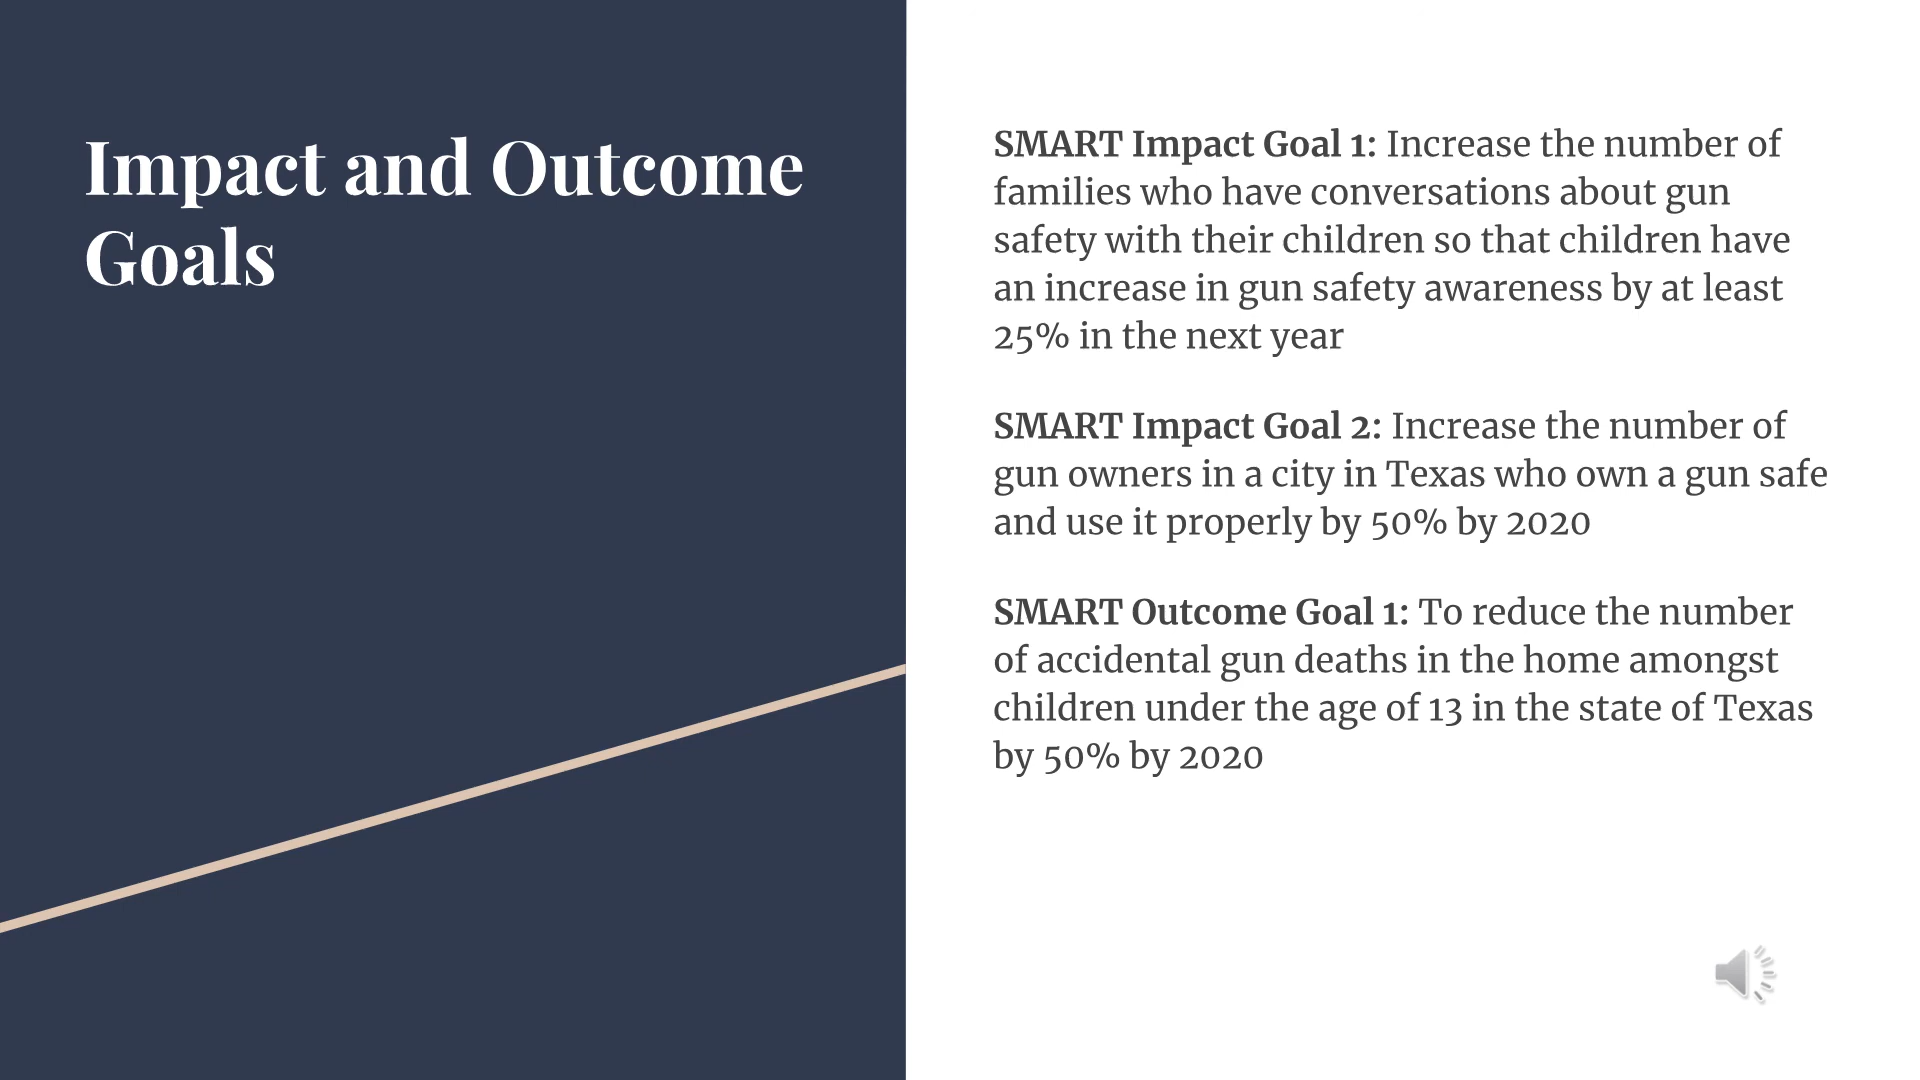 Impact and Outcome
Goals
SMART Impact Goal 1: Increase the number of
families who have conversations about gun
safety with their children so that children have
an increase in gun safety awareness by at least
25% in the next year
SMART Impact Goal 2: Increase the number of
gun owners in a city in Texas who own a gun safe
and use it properly by 50% by 2020
SMART Outcome Goal 1: To reduce the number
of accidental gun deaths in the home amongst
children under the age of 13 in the state of Texas
by 50% by 2020